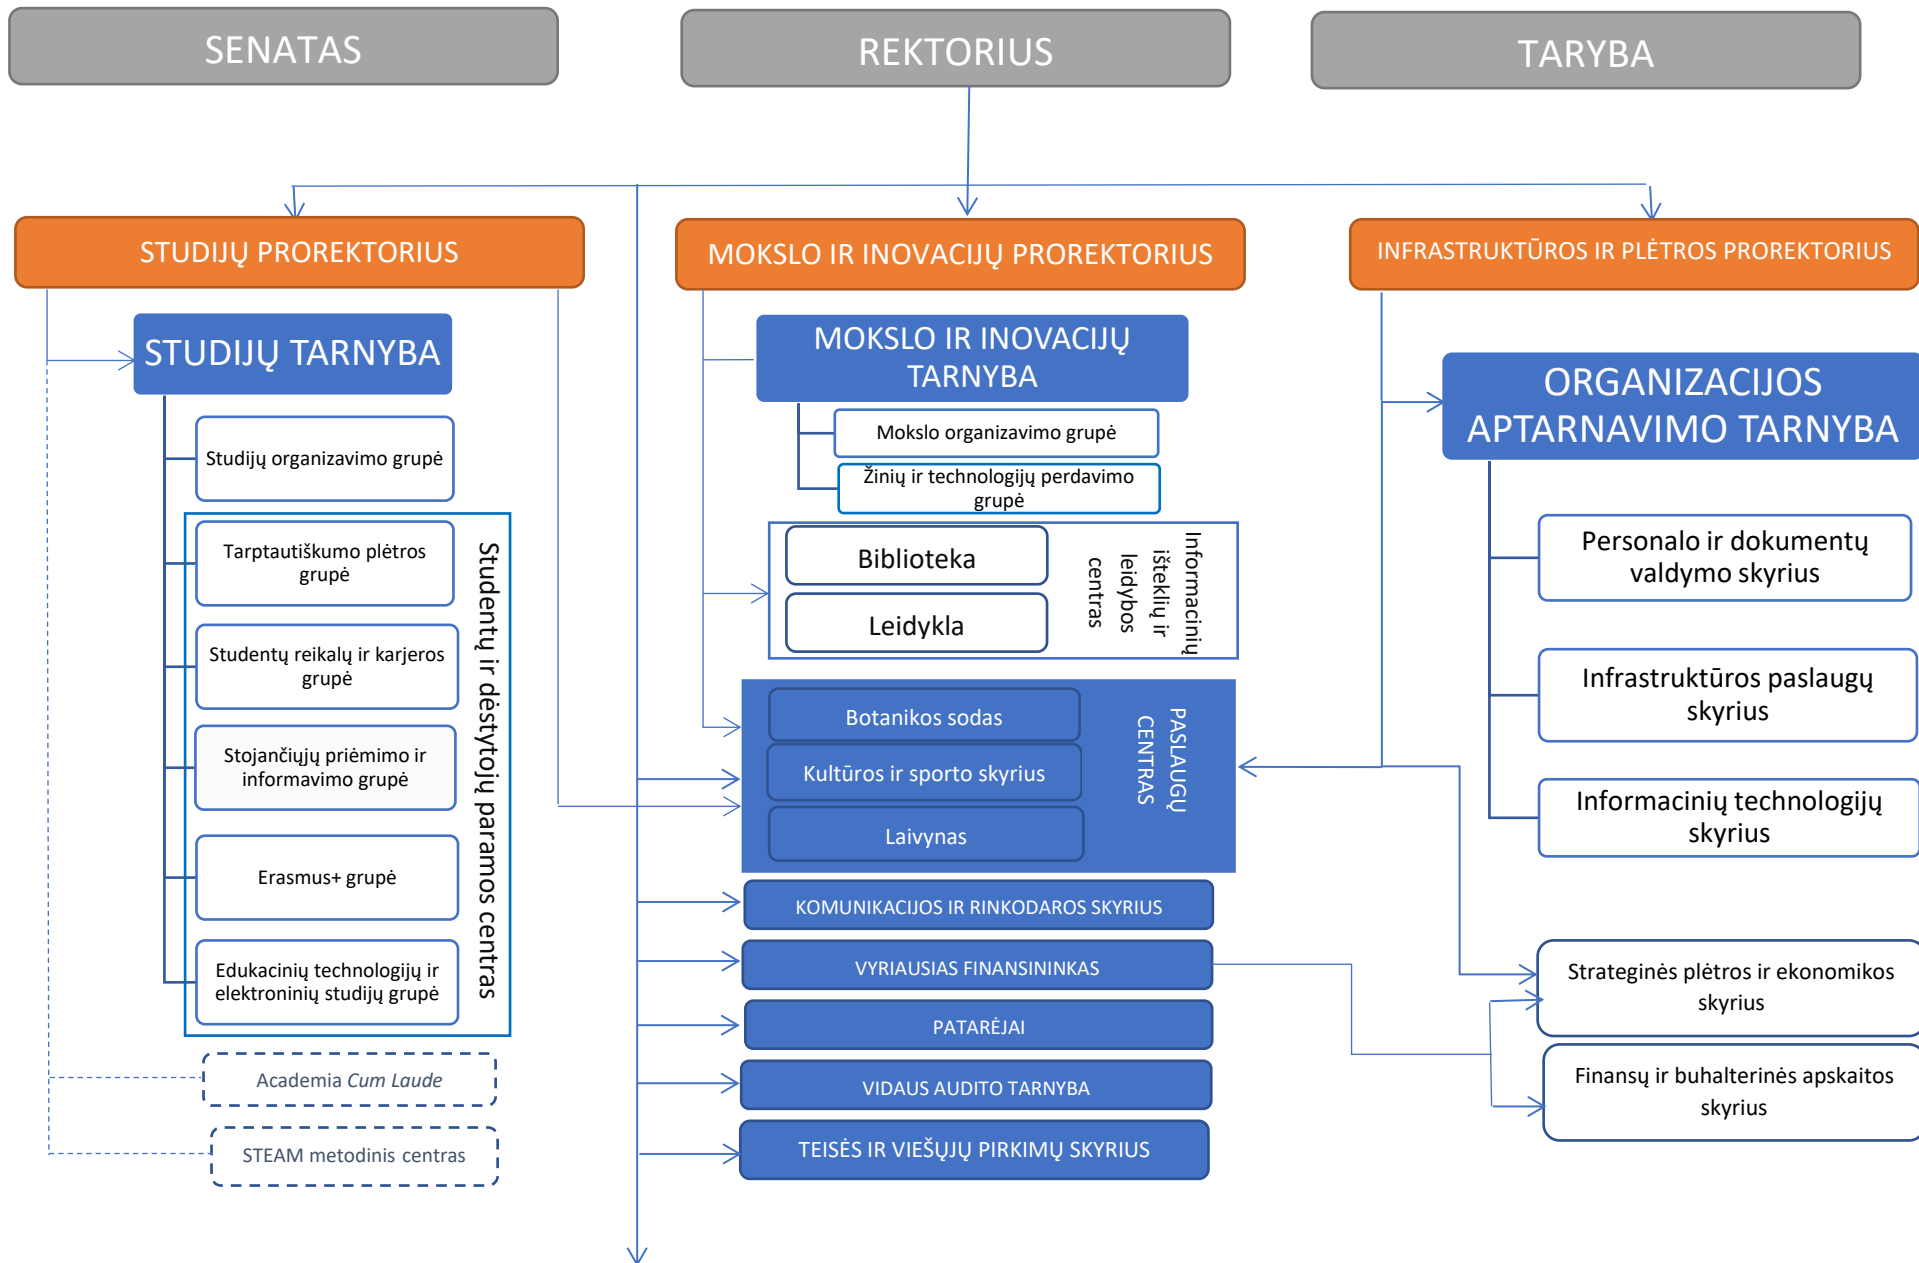 SENATAS
REKTORIUS
TARYBA
STUDIJŲ PROREKTORIUS
MOKSLO IR INOVACIJŲ PROREKTORIUS
INFRASTRUKTŪROS IR PLĖTROS PROREKTORIUS
STUDIJŲ TARNYBA
Studijų organizavimo grupė
Tarptautiškumo plėtros
grupė
Studentų reikalų ir karjeros
grupė
Stojančiųjų priėmimo ir
informavimo grupė
Erasmus+ grupė
Edukacinių technologijų ir
elektroninių studijų grupė
Studentų ir dėstytojų paramos centras
Academia Cum Laude
STEAM metodinis centras
MOKSLO IR INOVACIJŲ
TARNYBA
Mokslo organizavimo grupė
Žinių ir technologijų perdavimo
grupė
Biblioteka
Leidykla
Informacinių
išteklių ir
leidybos
centras
Botanikos sodas
Kultūros ir sporto skyrius
Laivynas
PASLAUGŲ
CENTRAS
KOMUNIKACIJOS IR RINKODAROS SKYRIUS
VYRIAUSIAS FINANSININKAS
PATARĖJAI
VIDAUS AUDITO TARNYBA
TEISĖS IR VIEŠŲJŲ PIRKIMŲ SKYRIUS
ORGANIZACIJOS
APTARNAVIMO TARNYBA
Personalo ir dokumentų
valdymo skyrius
Infrastruktūros paslaugų
skyrius
Informacinių technologijų
skyrius
Strateginės plėtros ir ekonomikos
skyrius
Finansų ir buhalterinės apskaitos
skyrius